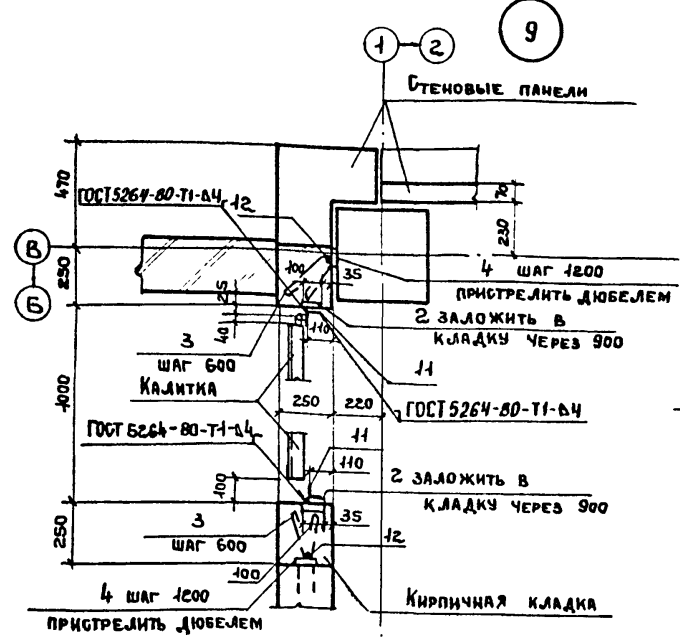 9
1 2
СТЕНОВЫЕ ПАНЕЛИ
470
ГОСТ 5264-80-Т1-Δ4
12
70
230
В
Б
250
100
35
4 ШАГ 1200
ПРИСТРЕЛИТЬ ДЮБЕЛЕМ
25
40
110
2 ЗАЛОЖИТЬ В
КЛАДКУ ЧЕРЕЗ 900
3
ШАГ 600
11
КАЛИТКА
1000
250
220
ГОСТ 5264-80-Т1-Δ4
ГОСТ 5264-80-Т1-Δ4
11
110
100
2 ЗАЛОЖИТЬ В
КЛАДКУ ЧЕРЕЗ 900
3
ШАГ 600
35
12
250
100
4 ШАГ 1200
ПРИСТРЕЛИТЬ ДЮБЕЛЕМ
КИРПИЧНАЯ КЛАДКА